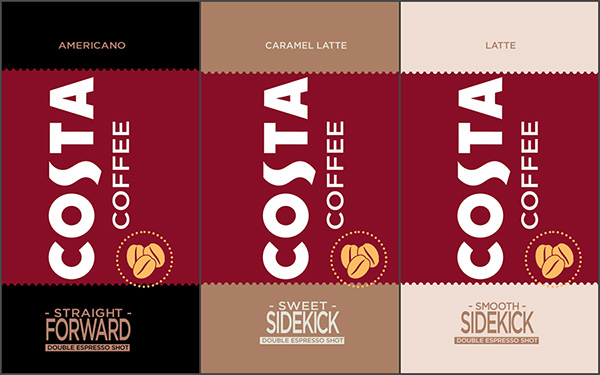 AMERICANO
COSTA
COFFEE
- STRAIGHT -
FORWARD
DOUBLE ESPRESSO SHOT
CARAMEL LATTE
COSTA
COFFEE
- SWEET -
SIDEKICK
DOUBLE ESPRESSO SHOT
LATTE
COSTA
COFFEE
- SMOOTH -
SIDEKICK
DOUBLE ESPRESSO SHOT